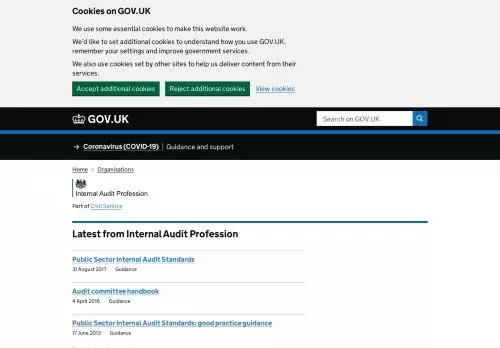 Cookies on GOV.UK
We use some essential cookies to make this website work.
We'd like to set additional cookies to understand how you use GOV.UK,
remember your settings and improve government services.
We also use cookies set by other sites to help us deliver content from their
services.
Accept additional cookies Reject additional cookies View cookies
GOV.UK Search on GOV.UK
→ Coronavirus (COVID-19) Guidance and support
Home > Organisations
Internal Audit Profession
Part of Civil Service
Latest from Internal Audit Profession
Public Sector Internal Audit Standards
31 August 2017 Guidance
Audit committee handbook
4 April 2016 Guidance
Public Sector Internal Audit Standards: good practice guidance
17 June 2013 Guidance